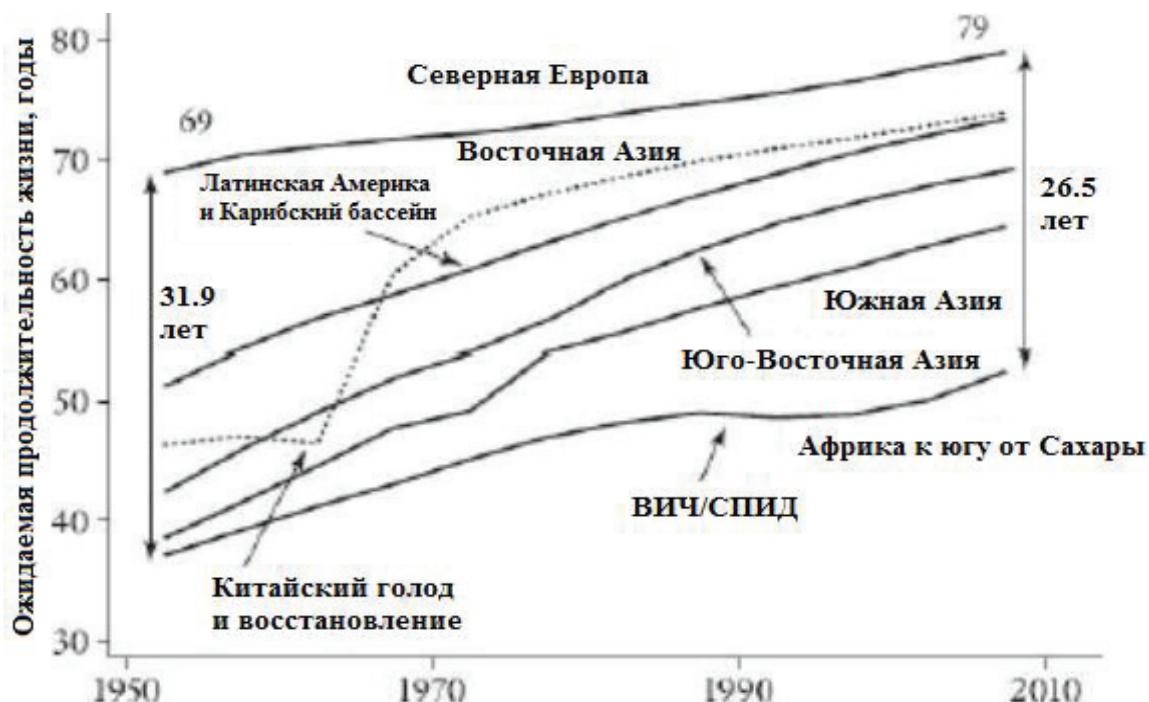 Ожидаемая продолжительность жизни, годы
80
70
60
50
40
30
79
Северная Европа
69
Восточная Азия
Латинская Америка
и Карибский бассейн
26.5
лет
31.9
лет
Южная Азия
Юго-Восточная Азия
Африка к югу от Сахары
ВИЧ/СПИД
Китайский голод
и восстановление
1950
1970
1990
2010